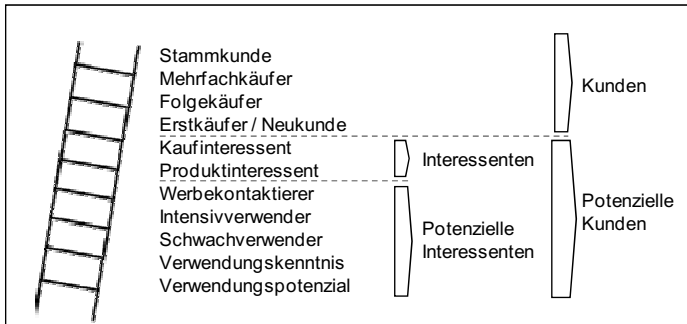 Stammkunde
Mehrfachkäufer
Folgekäufer
Erstkäufer / Neukunde
Kunden
Kaufinteressent
Produktinteressent
Interessenten
Werbekontaktierer
Intensivverwender
Schwachverwender
Verwendungskenntnis
Verwendungspotenzial
Potenzielle
Interessenten
Potenzielle
Kunden